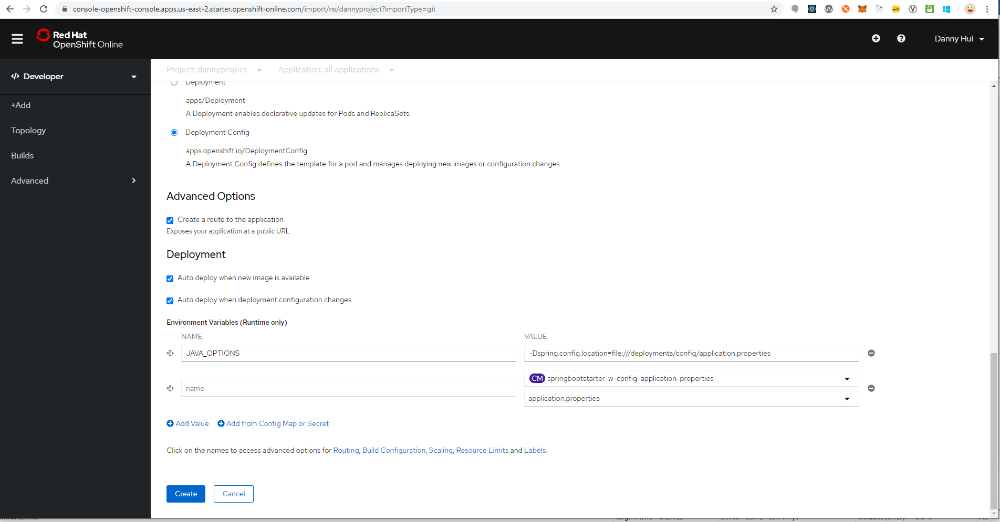 console-openshift-console.apps.us-east-2.starter.openshift-online.com/import/ns/dannyproject?importType=git
Red Hat
OpenShift Online
Danny Hui
Developer
Project: dannyproject
Application: all applications
+Add
Topology
Builds
Advanced
Deployment
apps/Deployment
A Deployment enables declarative updates for Pods and ReplicaSets.
Deployment Config
apps.openshift.io/DeploymentConfig
A Deployment Config defines the template for a pod and manages deploying new images or configuration changes
Advanced Options
Create a route to the application
Exposes your application at a public URL
Deployment
Auto deploy when new image is available
Auto deploy when deployment configuration changes
Environment Variables (Runtime only)
NAME VALUE
JAVA_OPTIONS -Dspring.config.location=file:///deployments/config/application.properties
CM springbootstarter-w-config-application-properties
name
application.properties
Add Value Add from Config Map or Secret
Click on the names to access advanced options for Routing, Build Configuration, Scaling, Resource Limits and Labels.
Create Cancel